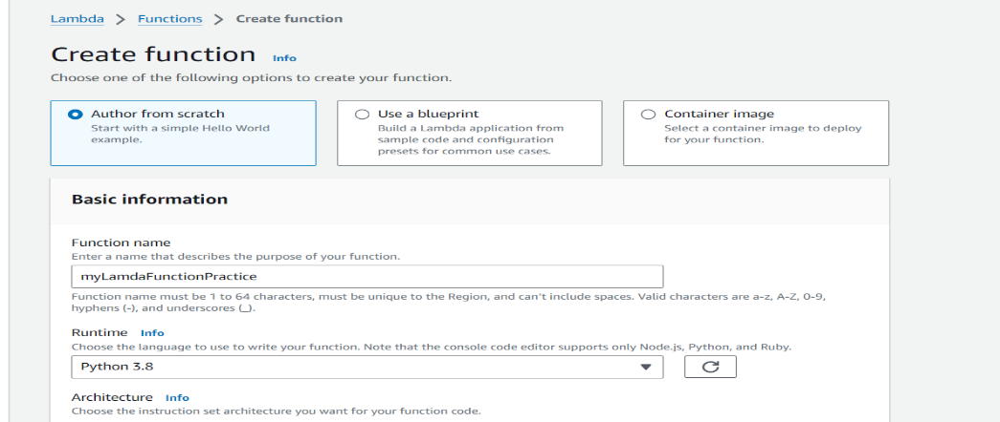 Lambda > Functions > Create function
Create function Info
Choose one of the following options to create your function.
Author from scratch
Start with a simple Hello World
example.
Use a blueprint
Build a Lambda application from
sample code and configuration
presets for common use cases.
Container image
Select a container image to deploy
for your function.
Basic information
Function name
Enter a name that describes the purpose of your function.
myLamdaFunctionPractice
Function name must be 1 to 64 characters, must be unique to the Region, and can't include spaces. Valid characters are a-z, A-Z, 0-9,
hyphens (-), and underscores (_).
Runtime Info
Choose the language to use to write your function. Note that the console code editor supports only Node.js, Python, and Ruby.
Python 3.8
Architecture Info
Choose the instruction set architecture you want for your function code.